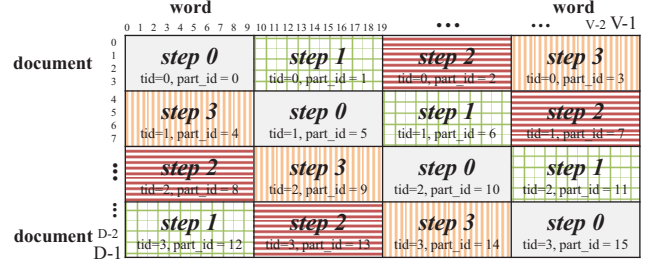 word word
0 1 2 3 4 5 6 7 8 9 10 11 12 13 14 15 16 17 18 19 ••• ... V-2 V-1
document
0
1
2
3
step 0 step 1 step 2 step 3
tid=0, part_id = 0 tid=0, part_id = 1 tid=0, part_id = 2 tid=0, part_id = 3
4
5
6
7
step 3 step 0 step 1 step 2
tid=1, part_id = 4 tid=1, part_id = 5 tid=1, part_id = 6 tid=1, part_id = 7
step 2 step 3 step 0 step 1
tid=2, part_id = 8 tid=2, part_id = 9 tid=2, part_id = 10 tid=2, part_id = 11
step 1 step 2 step 3 step 0
document D-2
D-1
tid=3, part_id = 12 tid=3, part_id = 13 tid=3, part_id = 14 tid=3, part_id = 15